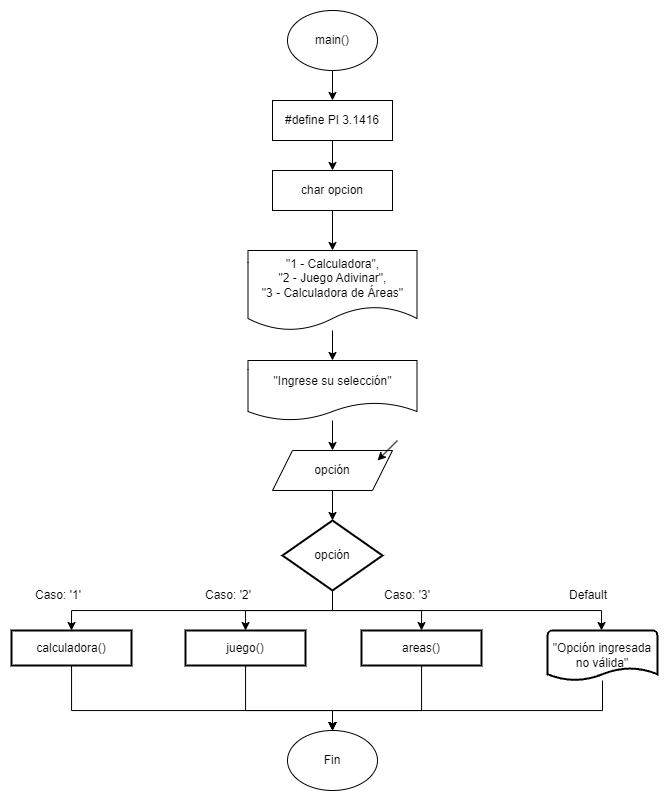 main()
#define PI 3.1416
char opcion
"1 - Calculadora",
"2 - Juego Adivinar",
"3 - Calculadora de Áreas"
"Ingrese su selección"
opción
opción
Caso: '1'
Caso: '2'
Caso: '3'
Default
calculadora()
juego()
areas()
"Opción ingresada
no válida"
Fin